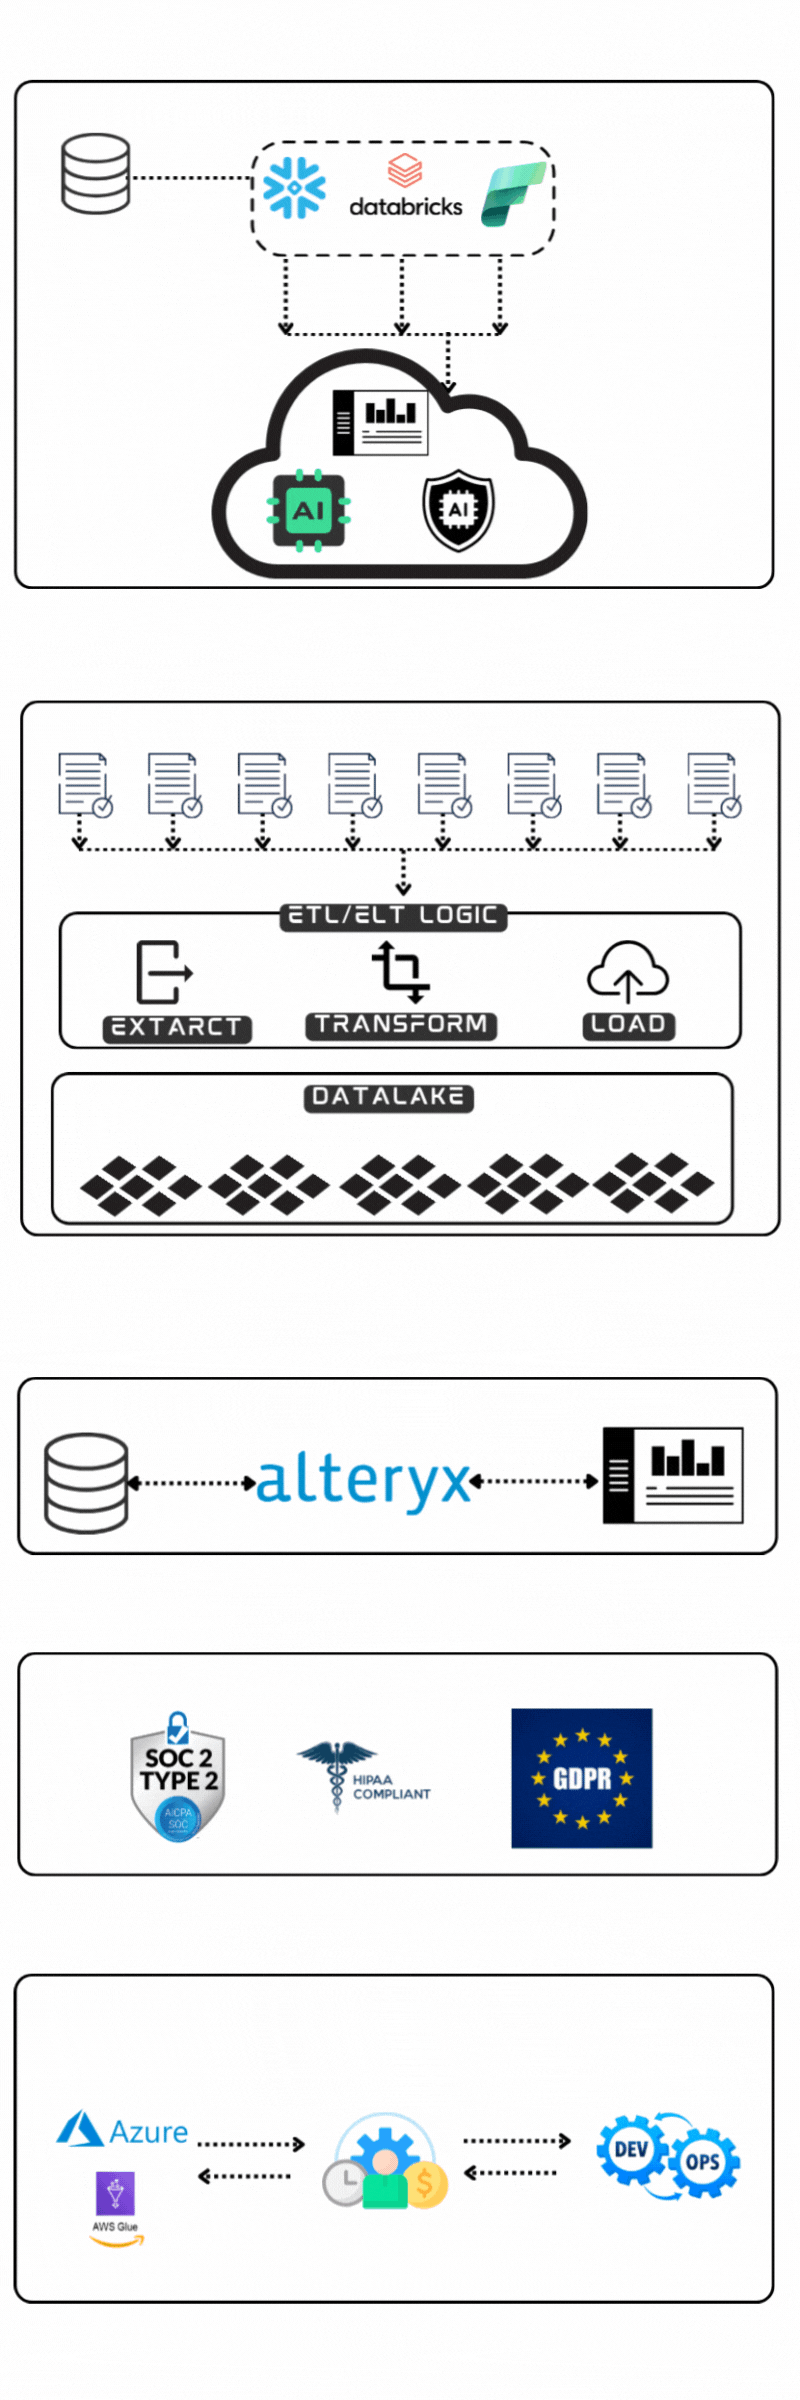 databricks
AI
AI
ETL/ELT LOGIC
EXTARCT
TRANSFORM
LOAD
DATALAKE
alteryx
SOC 2
TYPE 2
AICPA
SOC
HIPAA
COMPLIANT
GDPR
Azure
AWS Glue
DEV
OPS